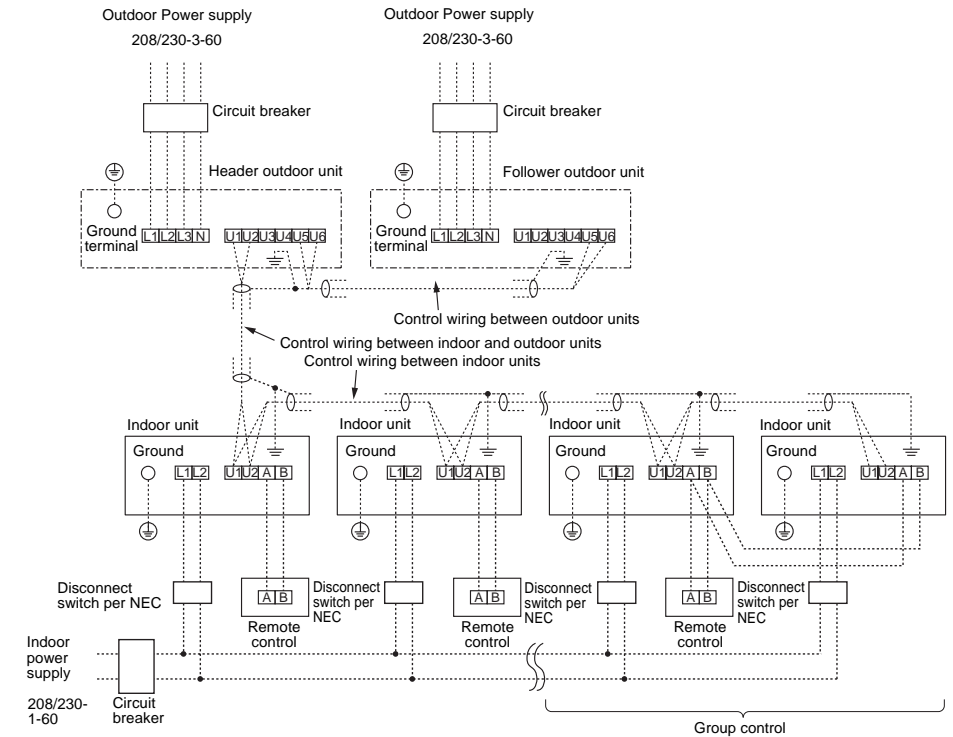 Outdoor Power supply
208/230-3-60
Outdoor Power supply
208/230-3-60
Circuit breaker
Circuit breaker
Header outdoor unit
Follower outdoor unit
Ground
terminal
L1 L2 L3 N
U1 U2 U3 U4 U5 U6
Ground
terminal
L1 L2 L3 N
U1 U2 U3 U4 U5 U6
Control wiring between outdoor units
Control wiring between indoor and outdoor units
Control wiring between indoor units
Indoor unit
Indoor unit
Indoor unit
Indoor unit
Ground
L1 L2
U1 U2 A B
Ground
L1 L2
U1 U2 A B
Ground
L1 L2
U1 U2 A B
Ground
L1 L2
U1 U2 A B
Disconnect
switch per NEC
A B
Remote
control
Disconnect
switch per
NEC
A B
Remote
control
Disconnect
switch per
NEC
A B
Remote
control
Disconnect
switch per
NEC
Indoor
power
supply
208/230-
1-60
Circuit
breaker
Group control